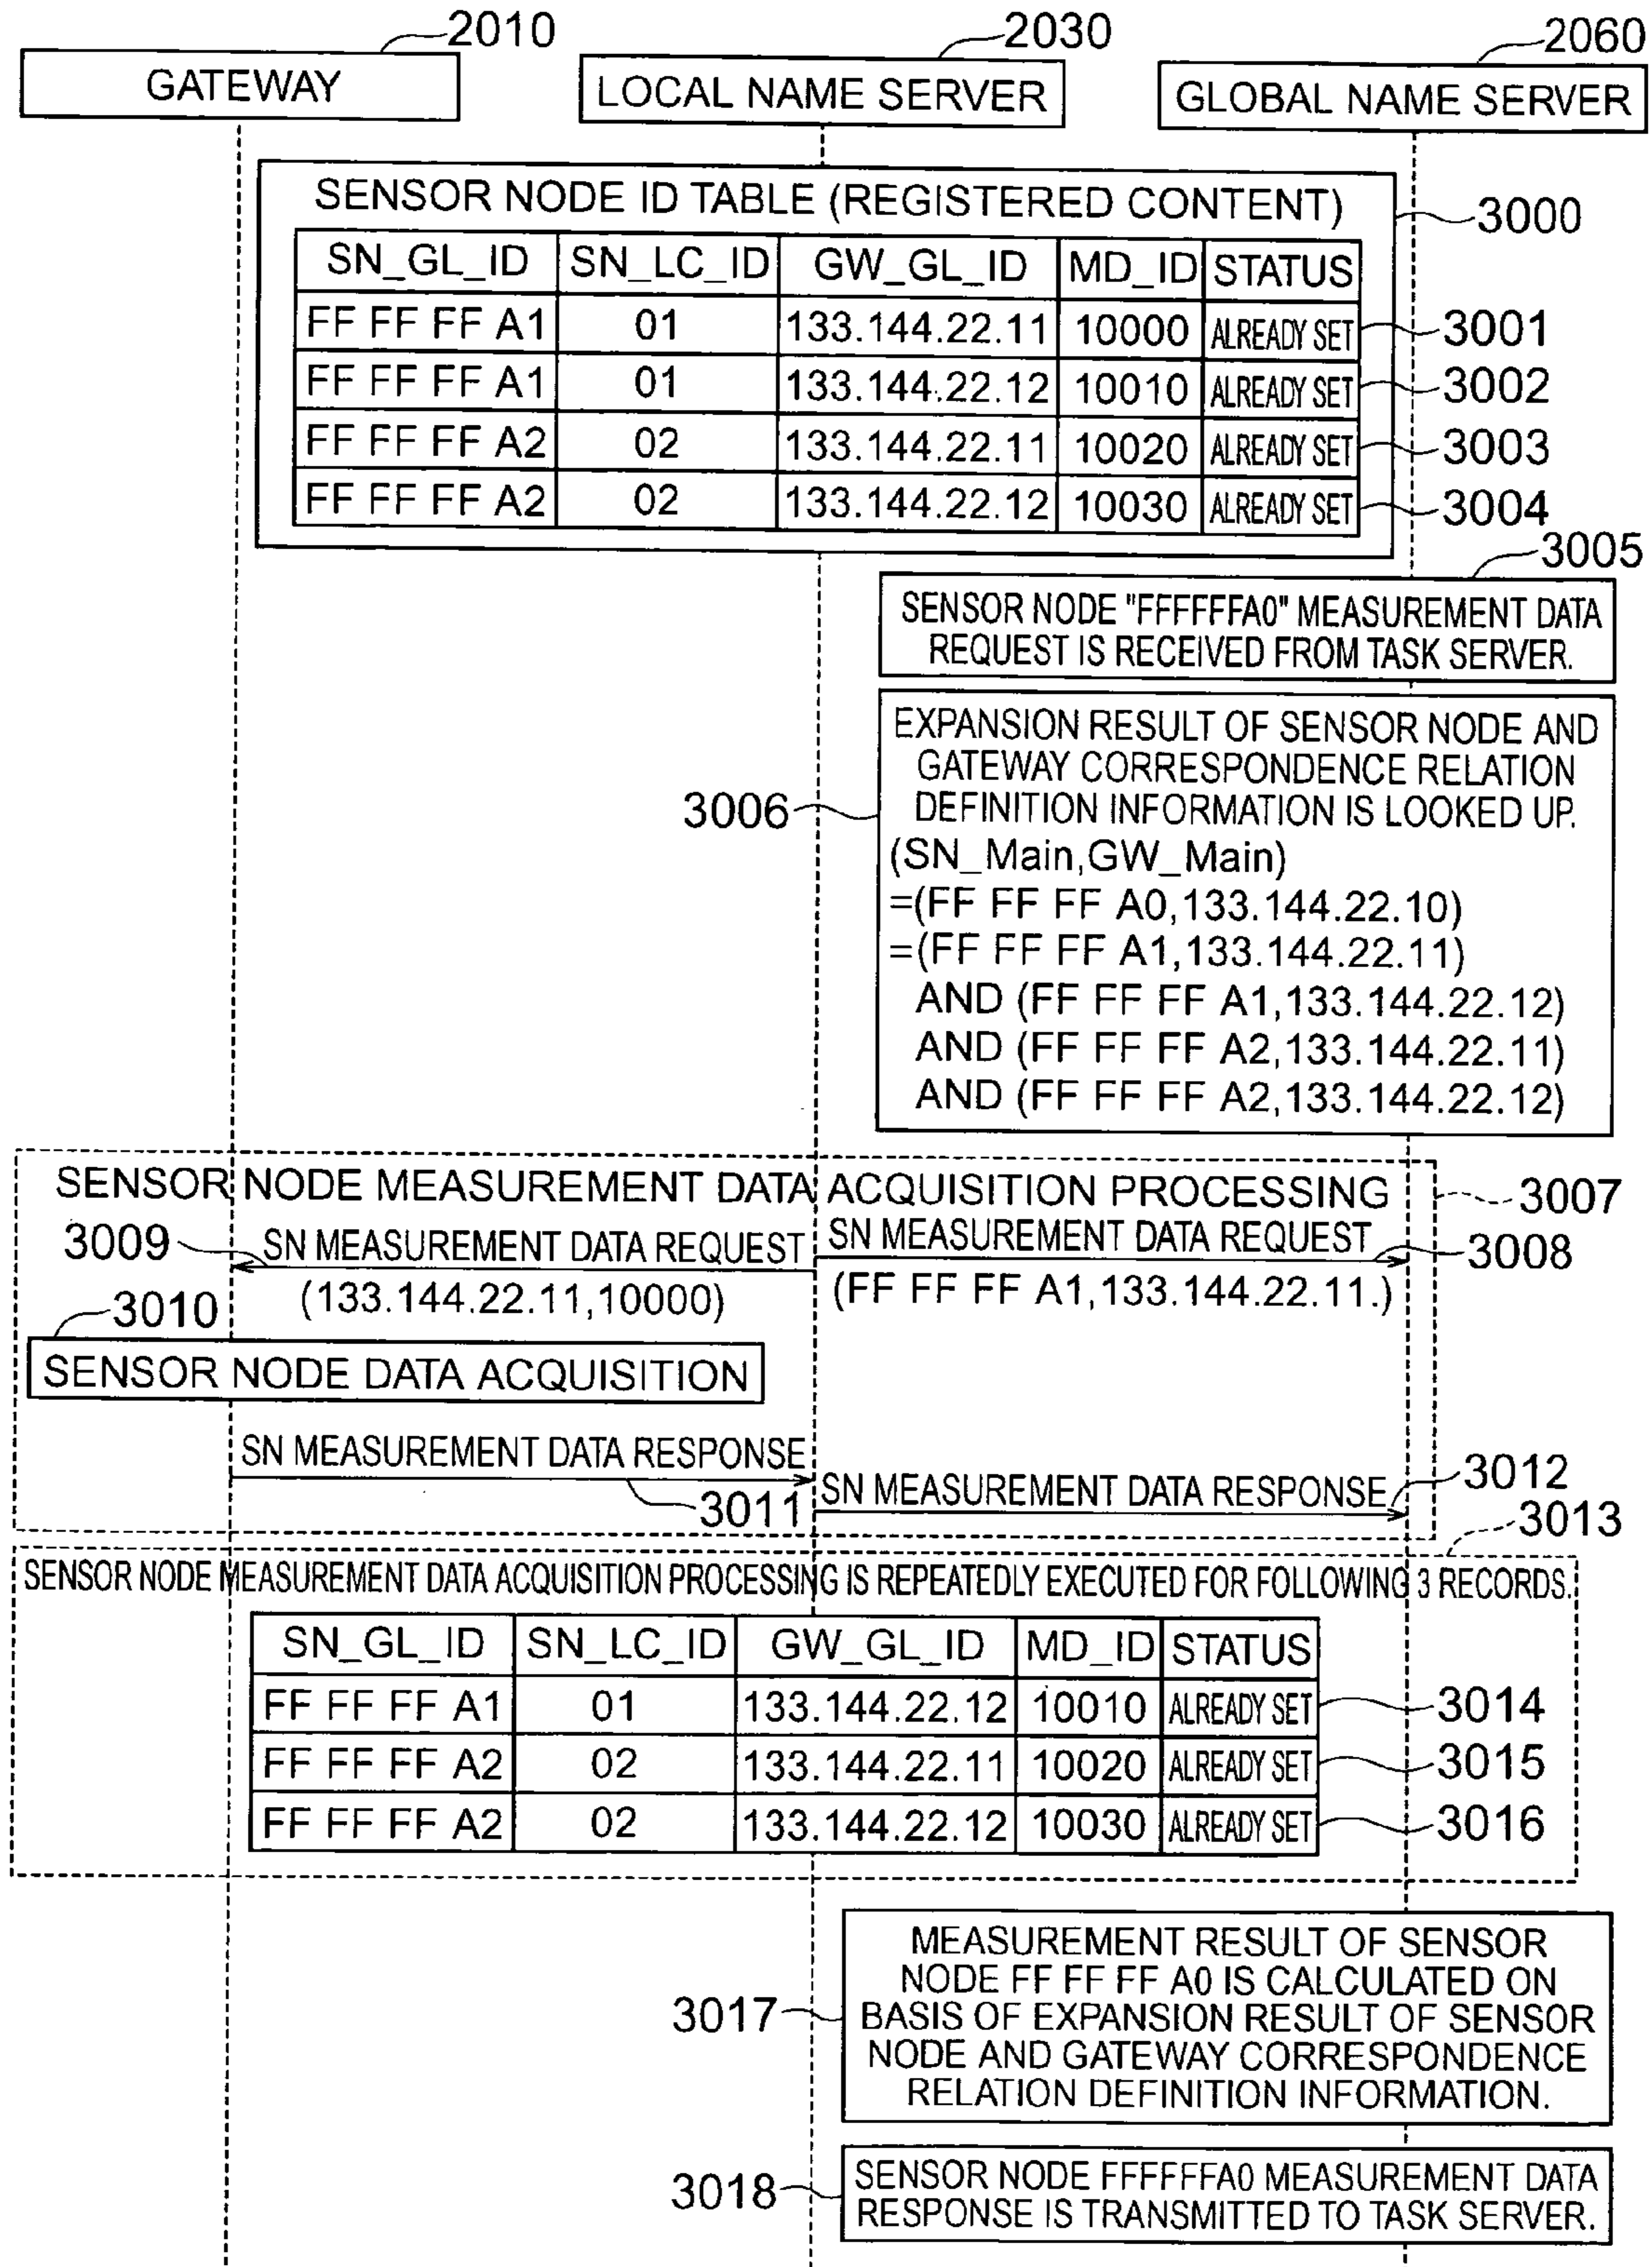 2010
2030
2060
GATEWAY
LOCAL NAME SERVER
GLOBAL NAME SERVER
SENSOR NODE ID TABLE (REGISTERED CONTENT)
3000
SN_GL_ID SN_LC_ID GW_GL_ID MD_ID STATUS
FF FF FF A1 01 133.144.22.11 10000 ALREADY SET 3001
FF FF FF A1 01 133.144.22.12 10010 ALREADY SET 3002
FF FF FF A2 02 133.144.22.11 10020 ALREADY SET 3003
FF FF FF A2 02 133.144.22.12 10030 ALREADY SET 3004
3005
SENSOR NODE "FFFFFFA0" MEASUREMENT DATA
REQUEST IS RECEIVED FROM TASK SERVER.
3006
EXPANSION RESULT OF SENSOR NODE AND
GATEWAY CORRESPONDENCE RELATION
DEFINITION INFORMATION IS LOOKED UP.
(SN_Main,GW_Main)
=(FF FF FF A0,133.144.22.10)
=(FF FF FF A1,133.144.22.11)
AND (FF FF FF A1,133.144.22.12)
AND (FF FF FF A2,133.144.22.11)
AND (FF FF FF A2,133.144.22.12)
SENSOR NODE MEASUREMENT DATA ACQUISITION PROCESSING
3007
3009
SN MEASUREMENT DATA REQUEST
SN MEASUREMENT DATA REQUEST
3008
(133.144.22.11,10000)
(FF FF FF A1,133.144.22.11.)
3010
SENSOR NODE DATA ACQUISITION
SN MEASUREMENT DATA RESPONSE
3011
SN MEASUREMENT DATA RESPONSE
3012
3013
SENSOR NODE MEASUREMENT DATA ACQUISITION PROCESSING IS REPEATEDLY EXECUTED FOR FOLLOWING 3 RECORDS.
SN_GL_ID SN_LC_ID GW_GL_ID MD_ID STATUS
FF FF FF A1 01 133.144.22.12 10010 ALREADY SET 3014
FF FF FF A2 02 133.144.22.11 10020 ALREADY SET 3015
FF FF FF A2 02 133.144.22.12 10030 ALREADY SET 3016
3017
MEASUREMENT RESULT OF SENSOR
NODE FF FF FF A0 IS CALCULATED ON
BASIS OF EXPANSION RESULT OF SENSOR
NODE AND GATEWAY CORRESPONDENCE
RELATION DEFINITION INFORMATION.
3018
SENSOR NODE FFFFFFA0 MEASUREMENT DATA
RESPONSE IS TRANSMITTED TO TASK SERVER.